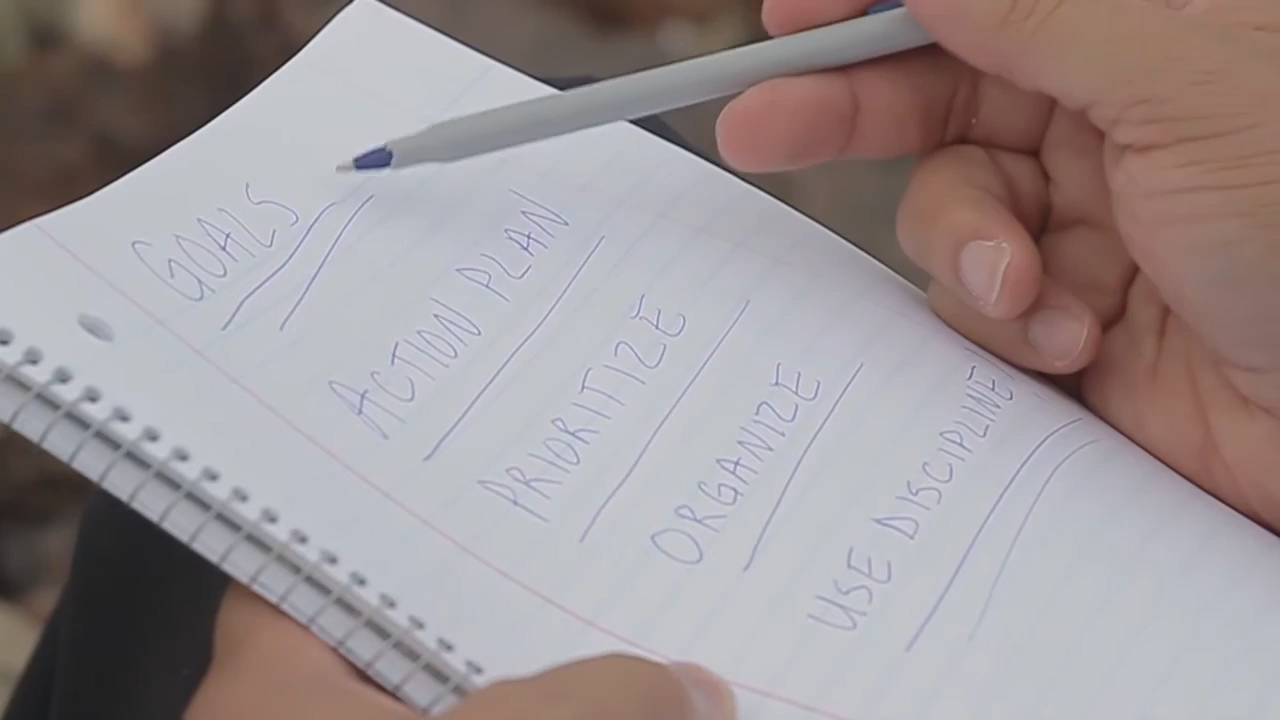 GOALS
ACTION PLAN
PRIORITIZE
ORGANIZE
USE DISCIPLINE!